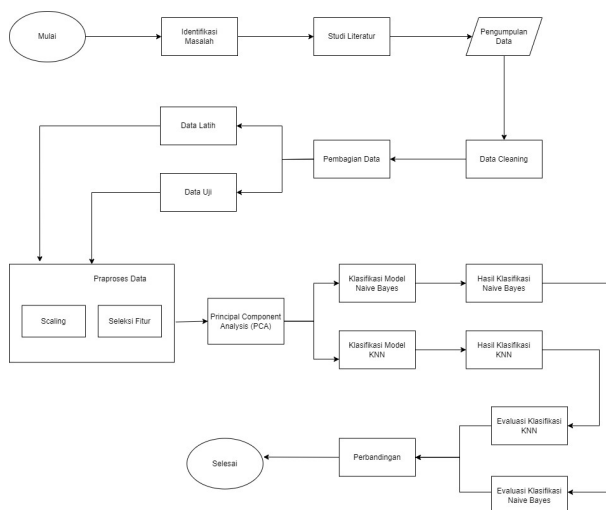 Mulai
Identifikasi
Masalah
Studi Literatur
Pengumpulan
Data
Data Latih
Pembagian Data
Data Cleaning
Data Uji
Praproses Data
Scaling
Seleksi Fitur
Principal Component
Analysis (PCA)
Klasifikasi Model
Naive Bayes
Hasil Klasifikasi
Naive Bayes
Klasifikasi Model
KNN
Hasil Klasifikasi
KNN
Evaluasi Klasifikasi
KNN
Selesai
Perbandingan
Evaluasi Klasifikasi
Naive Bayes